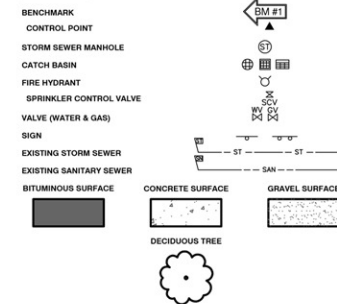 BENCHMARK BM #1
CONTROL POINT
STORM SEWER MANHOLE ST
CATCH BASIN
FIRE HYDRANT
SPRINKLER CONTROL VALVE SCV
VALVE (WATER & GAS) WV GV
SIGN
EXISTING STORM SEWER ST ST
EXISTING SANITARY SEWER SAN
BITUMINOUS SURFACE CONCRETE SURFACE GRAVEL SURFACE
DECIDUOUS TREE